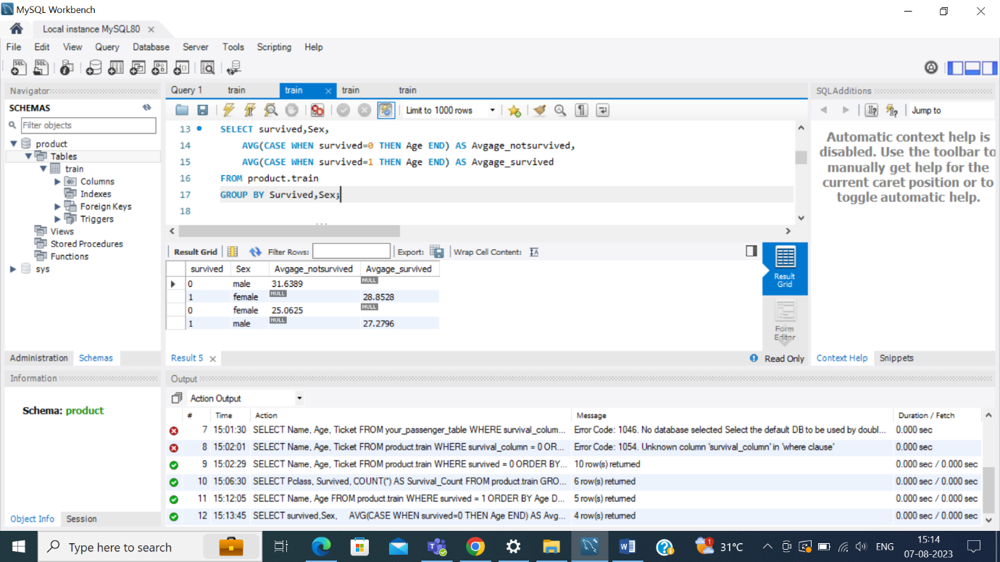 MySQL Workbench
Local instance MySQL80
File Edit View Query Database Server Tools Scripting Help
Navigator
SCHEMAS
Filter objects
product
Tables
train
Columns
Indexes
Foreign Keys
Triggers
Views
Stored Procedures
Functions
sys
Administration Schemas
Information
Schema: product
Object Info Session
Query 1 train train train train
Limit to 1000 rows
13 SELECT survived,Sex,
14 AVG(CASE WHEN survived=0 THEN Age END) AS Avgage_notsurvived,
15 AVG(CASE WHEN survived=1 THEN Age END) AS Avgage_survived
16 FROM product.train
17 GROUP BY Survived,Sex;
18
Result Grid Filter Rows: Export: Wrap Cell Content:
survived Sex Avgage_notsurvived Avgage_survived
0 male 31.6389 NULL
1 female NULL 28.8528
0 female 25.0625 NULL
1 male NULL 27.2796
Result Grid
Form Editor
Result 5 Read Only
SQLAdditions
Jump to
Automatic context help is
disabled. Use the toolbar to
manually get help for the
current caret position or to
toggle automatic help.
Context Help Snippets
Output
Action Output
# Time Action Message Duration / Fetch
7 15:01:30 SELECT Name, Age, Ticket FROM your_passenger_table WHERE survival_colum... Error Code: 1046. No database selected Select the default DB to be used by doubl... 0.000 sec
8 15:02:01 SELECT Name, Age, Ticket FROM product.train WHERE survival_column = 0 OR... Error Code: 1054. Unknown column 'survival_column' in 'where clause' 0.000 sec
9 15:02:29 SELECT Name, Age, Ticket FROM product.train WHERE survived = 0 ORDER BY... 10 row(s) returned 0.000 sec / 0.000 sec
10 15:06:30 SELECT Pclass, Survived, COUNT(*) AS Survival_Count FROM product.train GRO... 6 row(s) returned 0.000 sec / 0.000 sec
11 15:12:05 SELECT Name, Age FROM product.train WHERE survived = 1 ORDER BY Age D... 5 row(s) returned 0.000 sec / 0.000 sec
12 15:13:45 SELECT survived,Sex, AVG(CASE WHEN survived=0 THEN Age END) AS Avg... 4 row(s) returned 0.000 sec / 0.000 sec
Type here to search
1 31°C ENG
15:14
07-08-2023